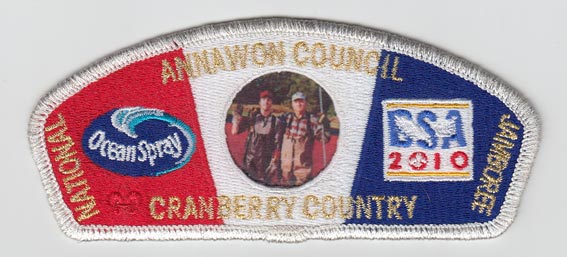 ANNAWON COUNCIL
NATIONAL
Ocean Spray
BSA
2010
JAMBOREE
CRANBERRY COUNTRY